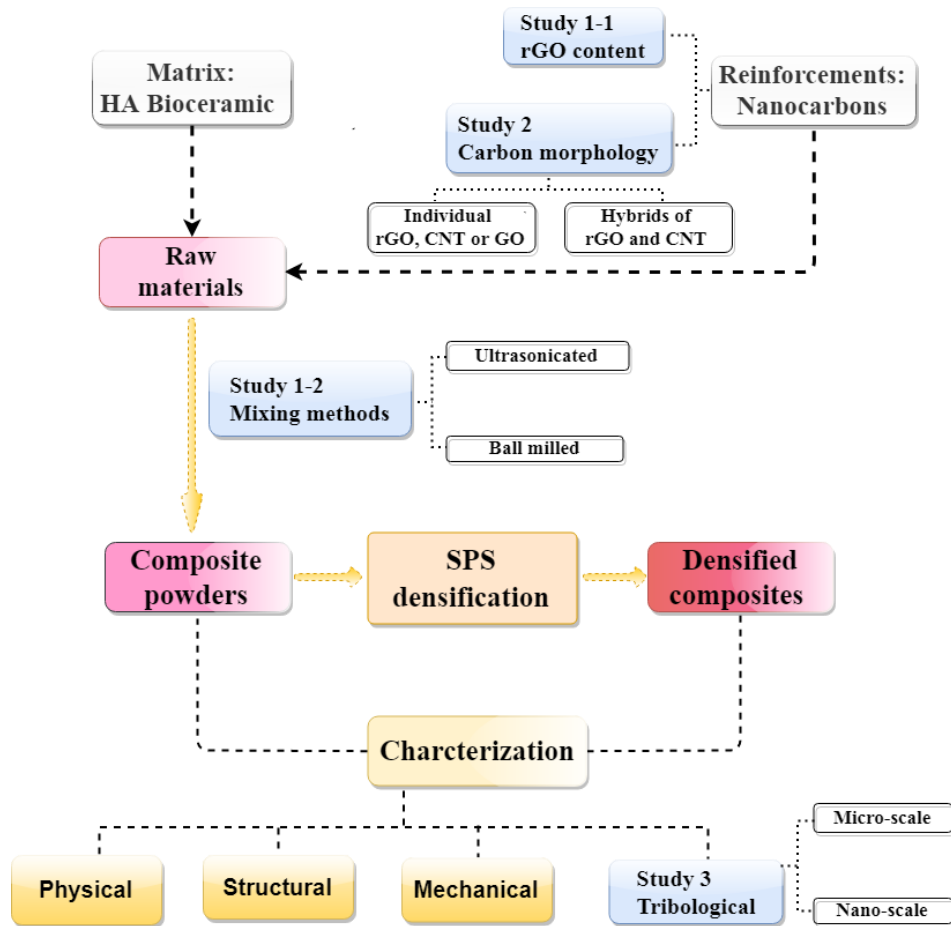 Study 1-1
rGO content
Matrix:
HA Bioceramic
Reinforcements:
Nanocarbons
Study 2
Carbon morphology
Individual
rGO, CNT or GO
Hybrids of
rGO and CNT
Raw
materials
Study 1-2
Mixing methods
Ultrasonicated
Ball milled
Composite
powders
SPS
densification
Densified
composites
Charcterization
Physical
Structural
Mechanical
Study 3
Tribological
Micro-scale
Nano-scale